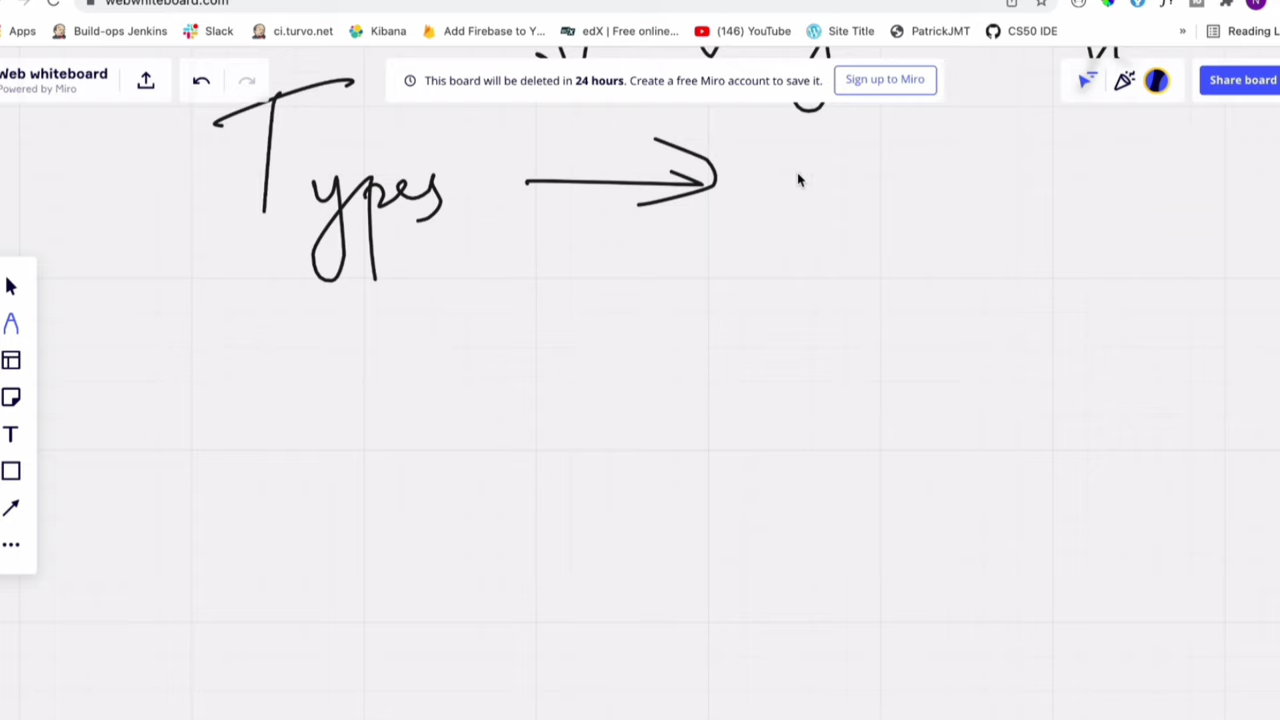 webwhiteboard.com
Apps Build-ops Jenkins Slack ci.turvo.net Kibana Add Firebase to Y... edX | Free online... (146) YouTube Site Title PatrickJMT CS50 IDE » Reading L
Web whiteboard
Powered by Miro
This board will be deleted in 24 hours. Create a free Miro account to save it.
Sign up to Miro
Share board
Types